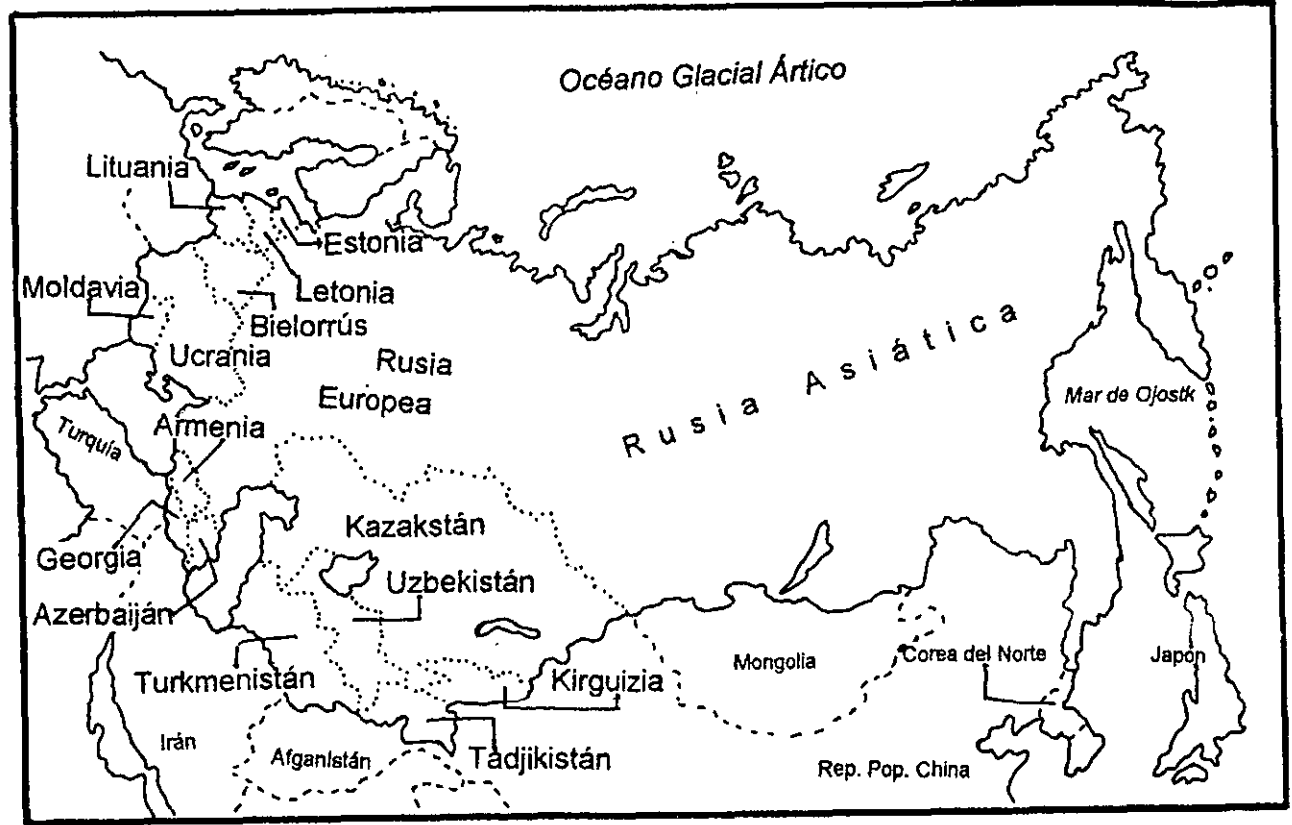 Océano Glacial Ártico
Lituania
Estonia
Moldavia
Letonia
Bielorrús
Ucrania
Rusia
Europea
Rusia Asiática
Mar de Ojostk
Turquía
Armenia
Kazakstán
Georgia
Uzbekistán
Azerbaiján
Turkmenistán
Kirguizia
Mongolia
Corea del Norte
Japón
Irán
Afganistán
Tadjikistán
Rep. Pop. China